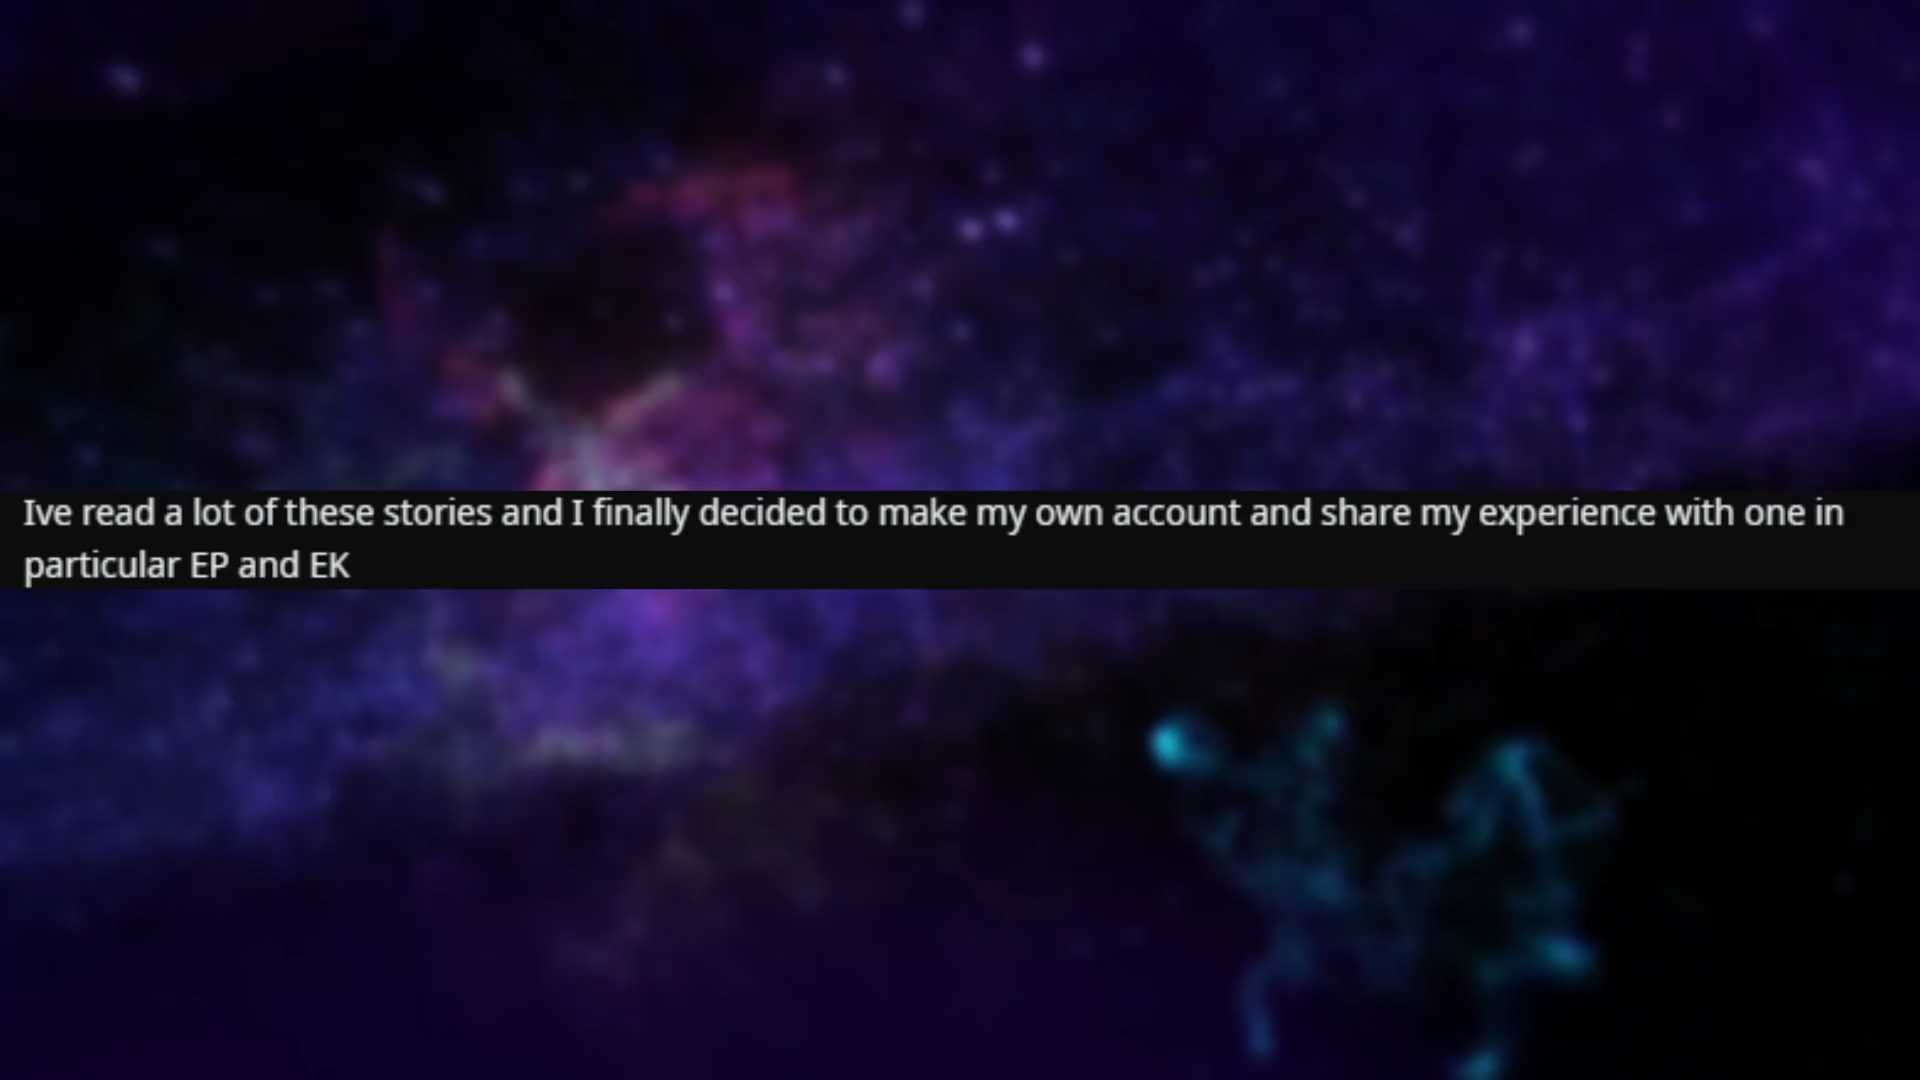 Ive read a lot of these stories and I finally decided to make my own account and share my experience with one in
particular EP and EK